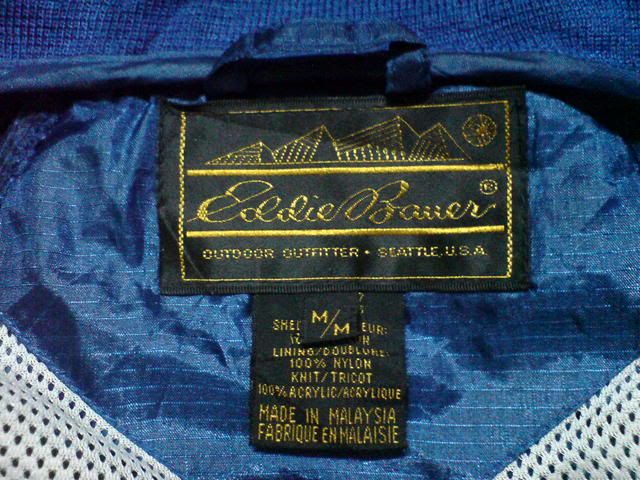 Eddie Bauer®
OUTDOOR OUTFITTER • SEATTLE, U.S.A.
M/M
LINING/DOUBLURE:
100% NYLON
KNIT/TRICOT
100% ACRYLIC/ACRYLIQUE
MADE IN MALAYSIA
FABRIQUE EN MALAISIE